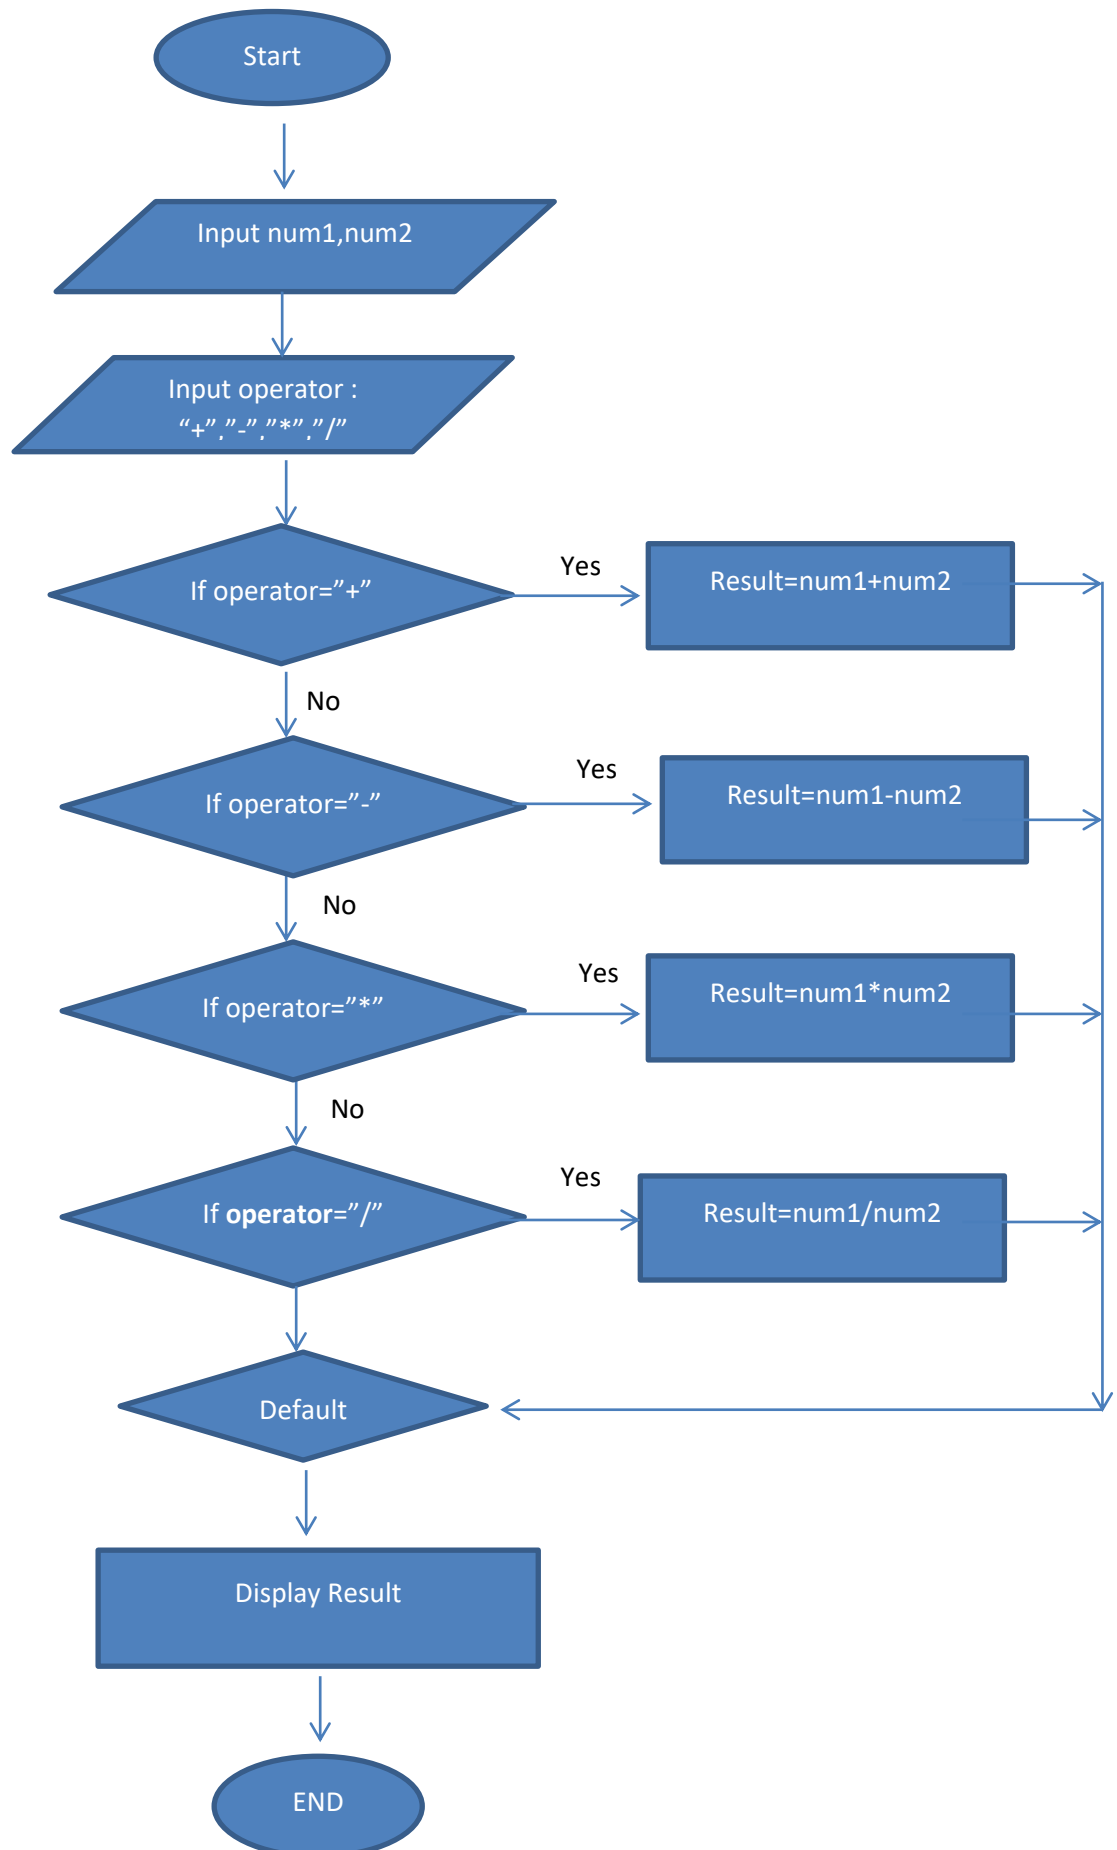 Start
Input num1,num2
Input operator :
“+”,”-”,”*”,”/”
If operator=”+”
Yes
Result=num1+num2
No
If operator=”-”
Yes
Result=num1-num2
No
If operator=”*”
Yes
Result=num1*num2
No
If operator=”/”
Yes
Result=num1/num2
Default
Display Result
END